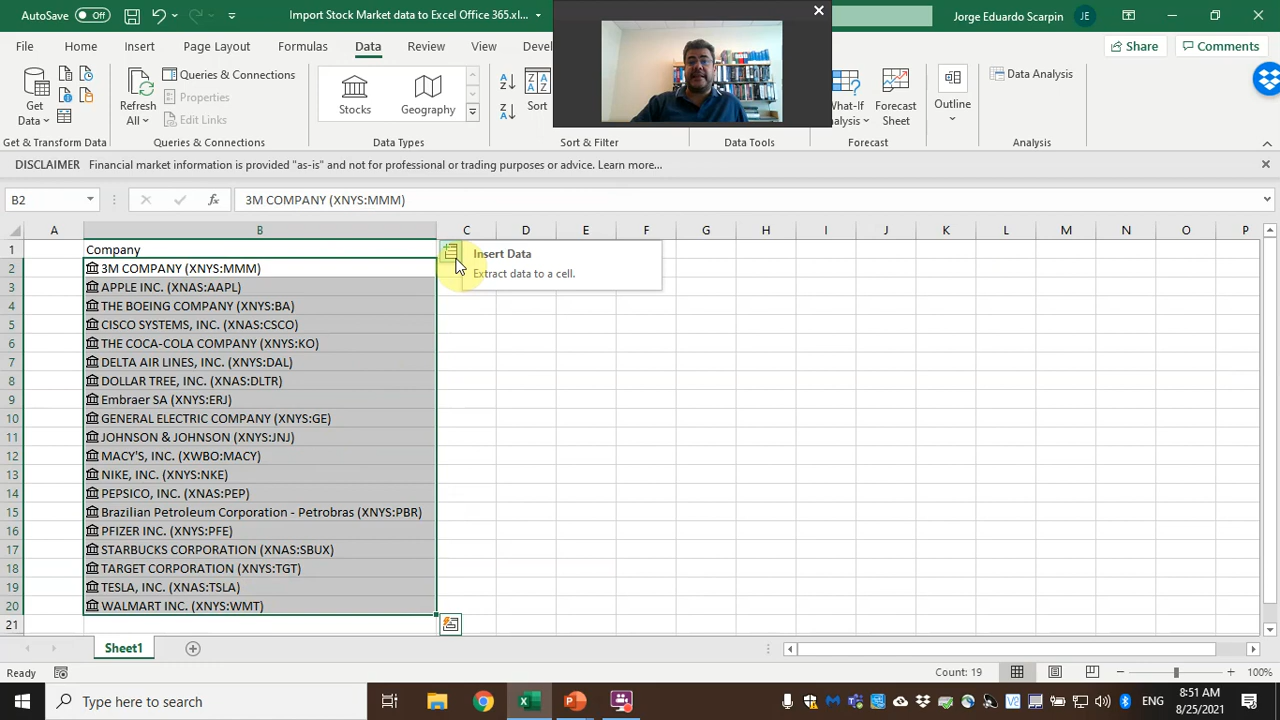 AutoSave Off
Import Stock Market data to Excel Office 365.xl...
Jorge Eduardo Scarpin JE
File Home Insert Page Layout Formulas Data Review View Devel
Share Comments
Get Data
Refresh All
Queries & Connections
Properties
Edit Links
Stocks
Geography
Sort
What-If Analysis
Forecast Sheet
Outline
Data Analysis
Get & Transform Data Queries & Connections Data Types Sort & Filter Data Tools Forecast Analysis
DISCLAIMER Financial market information is provided "as-is" and not for professional or trading purposes or advice. Learn more...
B2 fx 3M COMPANY (XNYS:MMM)
A B C D E F G H I J K L M N O P
1 Company
Insert Data
Extract data to a cell.
2 3M COMPANY (XNYS:MMM)
3 APPLE INC. (XNAS:AAPL)
4 THE BOEING COMPANY (XNYS:BA)
5 CISCO SYSTEMS, INC. (XNAS:CSCO)
6 THE COCA-COLA COMPANY (XNYS:KO)
7 DELTA AIR LINES, INC. (XNYS:DAL)
8 DOLLAR TREE, INC. (XNAS:DLTR)
9 Embraer SA (XNYS:ERJ)
10 GENERAL ELECTRIC COMPANY (XNYS:GE)
11 JOHNSON & JOHNSON (XNYS:JNJ)
12 MACY'S, INC. (XWBO:MACY)
13 NIKE, INC. (XNYS:NKE)
14 PEPSICO, INC. (XNAS:PEP)
15 Brazilian Petroleum Corporation - Petrobras (XNYS:PBR)
16 PFIZER INC. (XNYS:PFE)
17 STARBUCKS CORPORATION (XNAS:SBUX)
18 TARGET CORPORATION (XNYS:TGT)
19 TESLA, INC. (XNAS:TSLA)
20 WALMART INC. (XNYS:WMT)
21
Sheet1
Ready Count: 19 100%
Type here to search
ENG 8:51 AM
8/25/2021